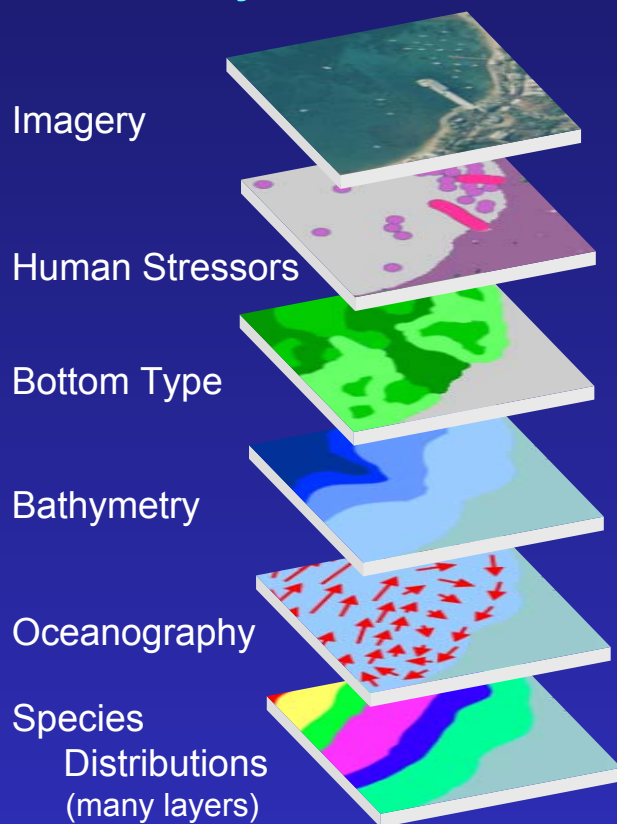 Imagery
Human Stressors
Bottom Type
Bathymetry
Oceanography
Species
Distributions
(many layers)